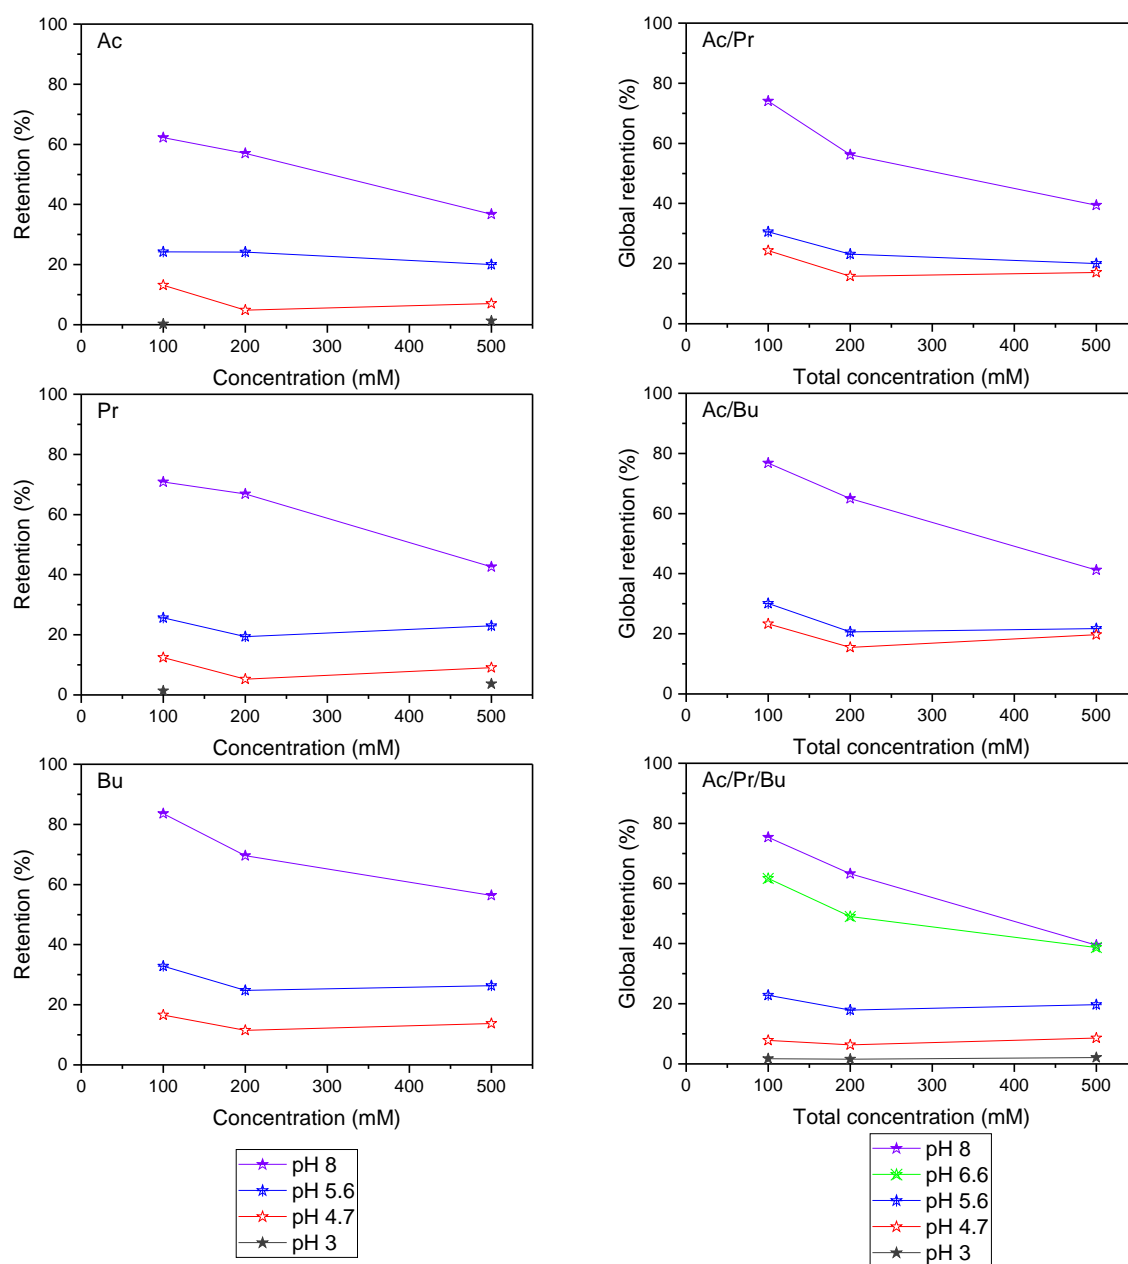 Ac
Retention (%)
100
80
60
40
20
0
0 100 200 300 400 500
Concentration (mM)
Ac/Pr
Global retention (%)
100
80
60
40
20
0
0 100 200 300 400 500
Total concentration (mM)
Pr
Retention (%)
100
80
60
40
20
0
0 100 200 300 400 500
Concentration (mM)
Ac/Bu
Global retention (%)
100
80
60
40
20
0
0 100 200 300 400 500
Total concentration (mM)
Bu
Retention (%)
100
80
60
40
20
0
0 100 200 300 400 500
Concentration (mM)
Ac/Pr/Bu
Global retention (%)
100
80
60
40
20
0
0 100 200 300 400 500
Total concentration (mM)
pH 8
pH 5.6
pH 4.7
pH 3
pH 8
pH 6.6
pH 5.6
pH 4.7
pH 3